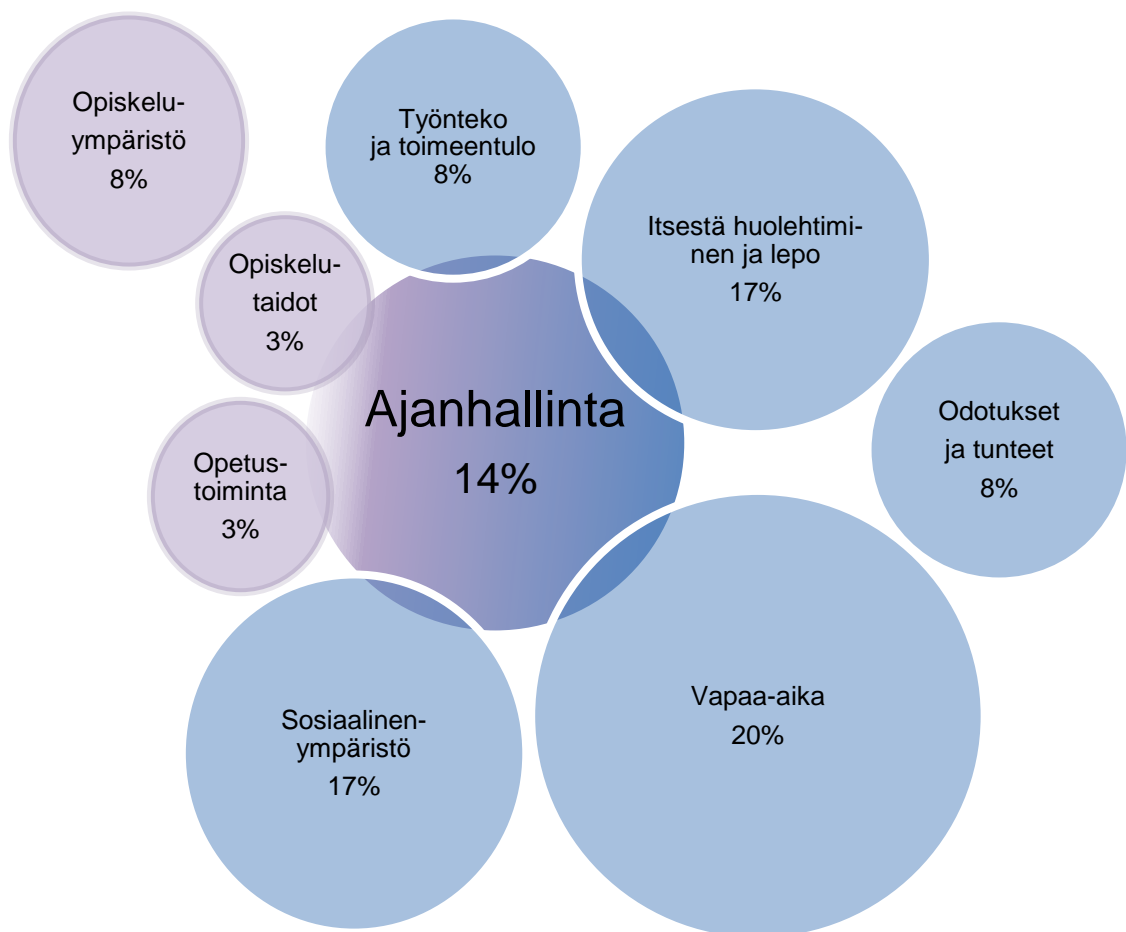 Opiskelu-
ympäristö
8%
Työnteko
ja toimeentulo
8%
Itsestä huolehtimi-
nen ja lepo
17%
Opiskelu-
taidot
3%
Ajanhallinta
14%
Odotukset
ja tunteet
8%
Opetus-
toiminta
3%
Sosiaalinen-
ympäristö
17%
Vapaa-aika
20%